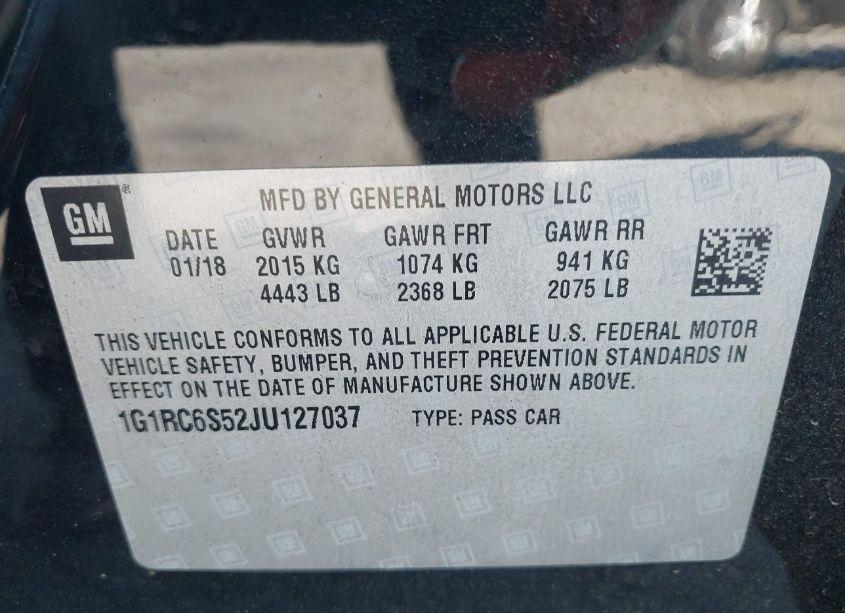 GM
MFD BY GENERAL MOTORS LLC
DATE GVWR GAWR FRT GAWR RR
01/18 2015 KG 1074 KG 941 KG
4443 LB 2368 LB 2075 LB
THIS VEHICLE CONFORMS TO ALL APPLICABLE U.S. FEDERAL MOTOR
VEHICLE SAFETY, BUMPER, AND THEFT PREVENTION STANDARDS IN
EFFECT ON THE DATE OF MANUFACTURE SHOWN ABOVE.
1G1RC6S52JU127037 TYPE: PASS CAR